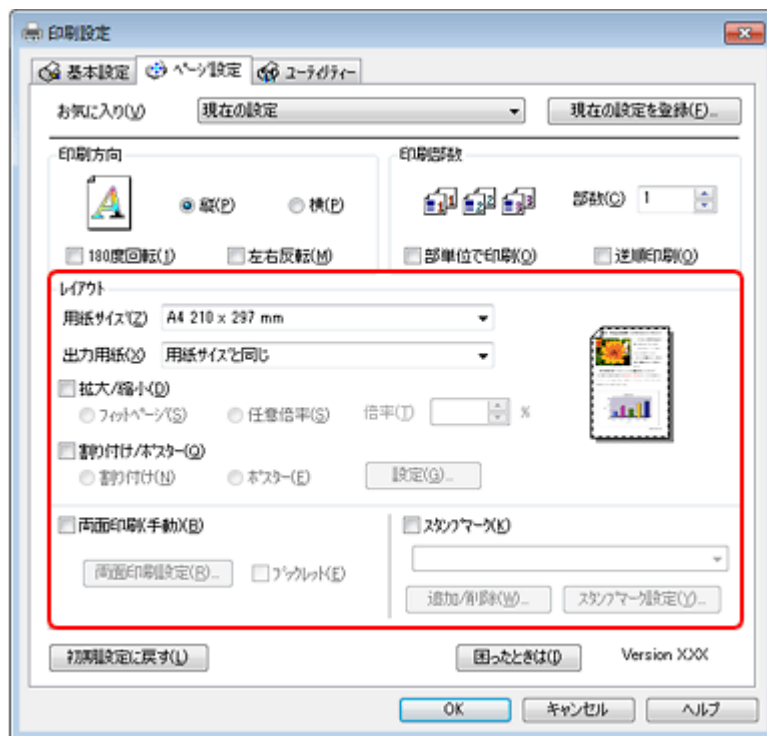 印刷設定
基本設定 ページ設定 ユーティリティー
お気に入り(V) 現在の設定 現在の設定を登録(F)...
印刷方向
縦(P) 横(P)
180度回転(1) 左右反転(M)
印刷部数
部数(C) 1
部単位で印刷(O) 逆順印刷(O)
レイアウト
用紙サイズ(Z) A4 210 x 297 mm
出力用紙(X) 用紙サイズと同じ
拡大/縮小(D)
フィットページ(S) 任意倍率(S) 倍率(T) %
割り付け/ポスター(Q)
割り付け(N) ポスター(E) 設定(G)...
両面印刷(手動)(B)
両面印刷設定(R)... ブックレット(E)
スタンプマーク(K)
追加/削除(W)... スタンプマーク設定(Y)...
初期設定に戻す(L) 困ったときは(I) Version XXX
OK キャンセル ヘルプ